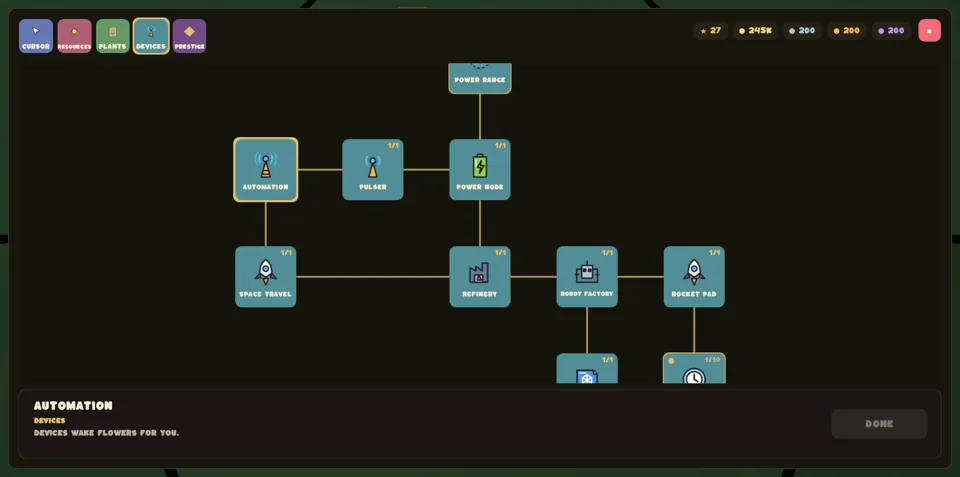 CURSOR
RESOURCES
PLANTS
DEVICES
PRESTIGE
27
245K
200
200
200
POWER RANGE
AUTOMATION
1/1
PULSER
1/1
POWER NODE
1/1
SPACE TRAVEL
1/1
REFINERY
1/1
ROBOT FACTORY
1/1
ROCKET PAD
1/1
1/10
AUTOMATION
DEVICES
DEVICES WAKE FLOWERS FOR YOU.
DONE